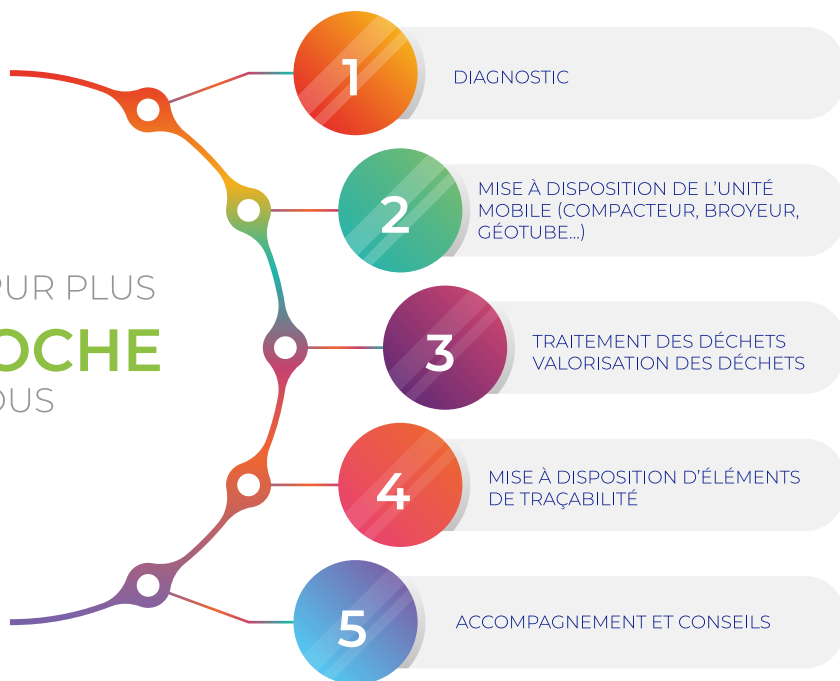 PUR PLUS
OCHE
OUS
1
DIAGNOSTIC
2
MISE À DISPOSITION DE L’UNITÉ
MOBILE (COMPACTEUR, BROYEUR,
GÉOTUBE...)
3
TRAITEMENT DES DÉCHETS
VALORISATION DES DÉCHETS
4
MISE À DISPOSITION D’ÉLÉMENTS
DE TRAÇABILITÉ
5
ACCOMPAGNEMENT ET CONSEILS